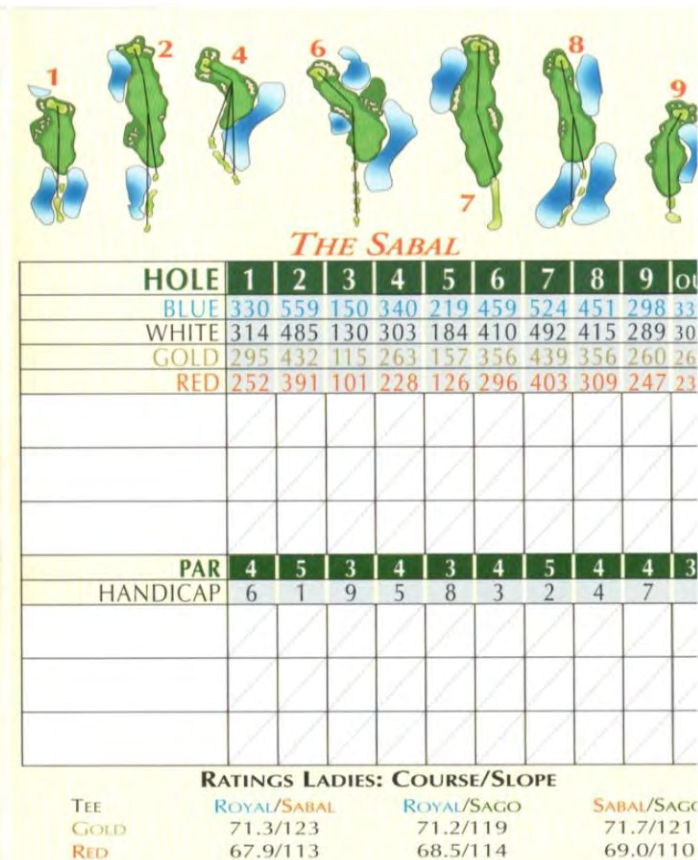 1 2 4 6 8 9
7
THE SABAL
HOLE 1 2 3 4 5 6 7 8 9
BLUE 330 559 150 340 219 459 524 451 298
WHITE 314 485 130 303 184 410 492 415 289
GOLD 295 432 115 263 157 356 439 356 260
RED 252 391 101 228 126 296 403 309 247
PAR 4 5 3 4 3 4 5 4 4
HANDICAP 6 1 9 5 8 3 2 4 7
RATINGS LADIES: COURSE/SLOPE
TEE ROYAL/SABAL ROYAL/SAGO SABAL/SAGO
GOLD 71.3/123 71.2/119 71.7/121
RED 67.9/113 68.5/114 69.0/110